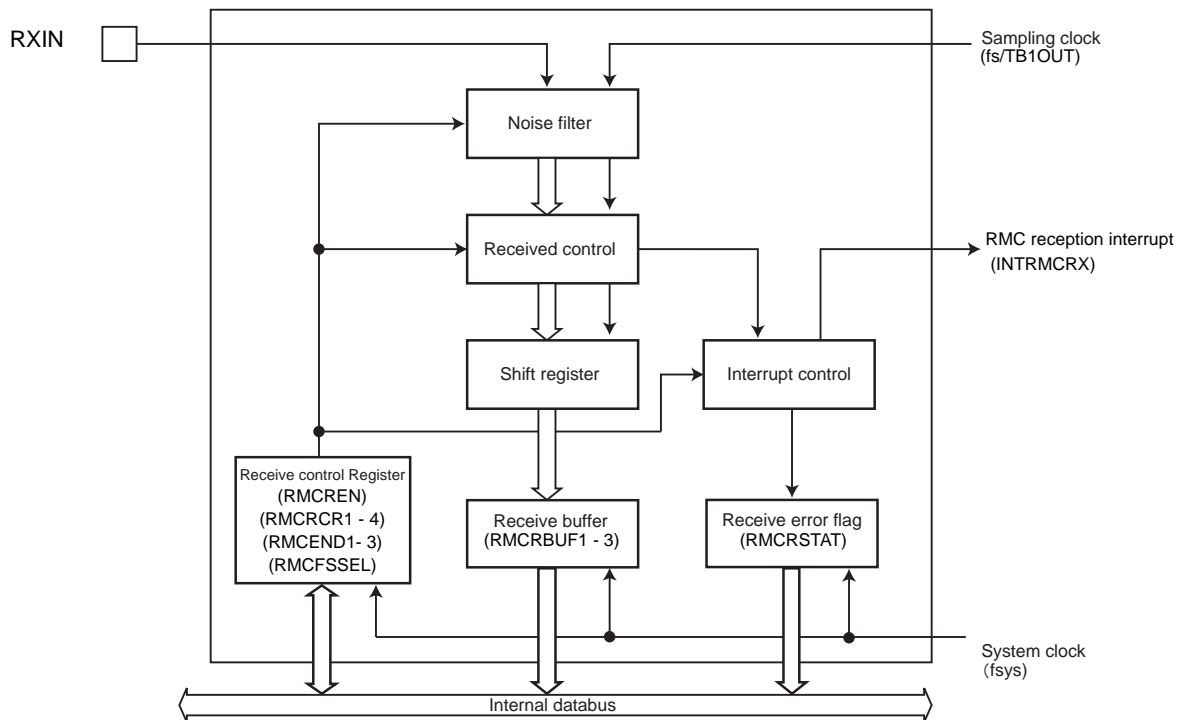 RXIN
Sampling clock
(fs/TB1OUT)
Noise filter
Received control
RMC reception interrupt
(INTRMCRX)
Shift register
Interrupt control
Receive control Register
(RMCREN)
(RMCRCR1 - 4)
(RMCEND1- 3)
(RMCFSSEL)
Receive buffer
(RMCRBUF1 - 3)
Receive error flag
(RMCRSTAT)
System clock
(fsys)
Internal databus